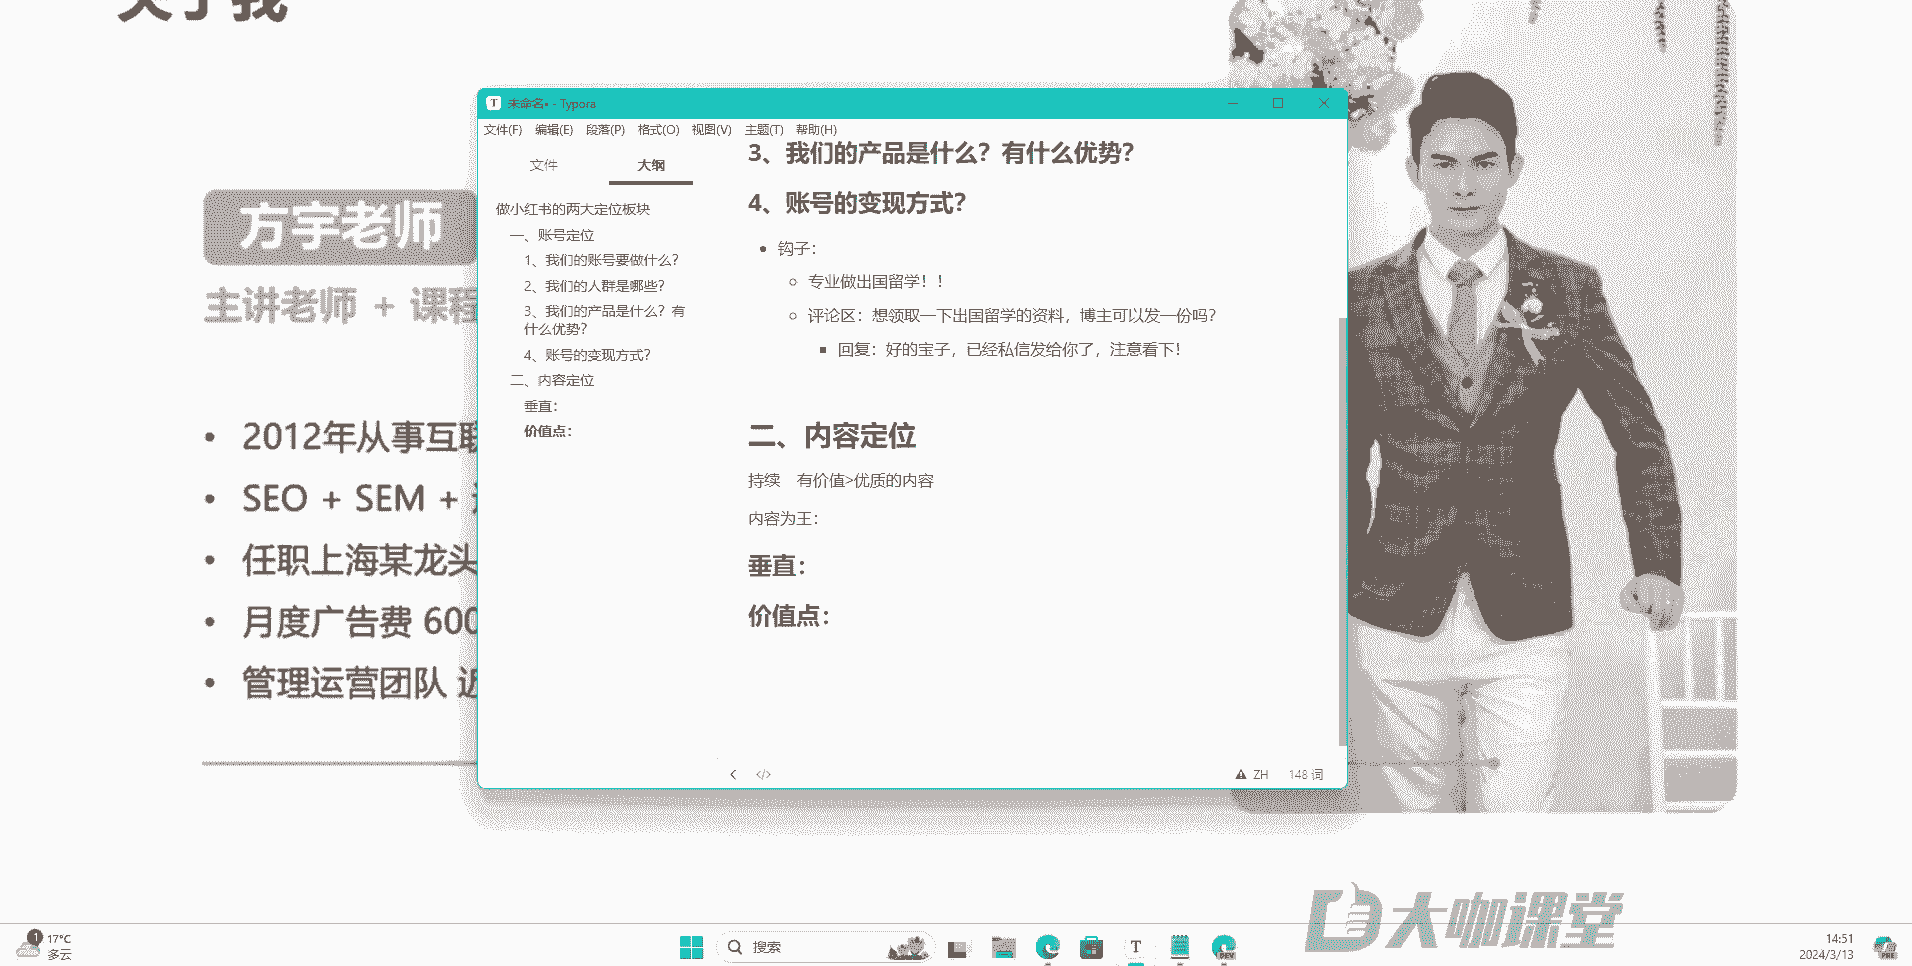 关于我
方宇老师
主讲老师 + 课程
• 2012年从事互联
• SEO + SEM +
• 任职上海某龙头
• 月度广告费 600
• 管理运营团队 近
T 未命名• - Typora
文件(F) 编辑(E) 段落(P) 格式(O) 视图(V) 主题(T) 帮助(H)
文件 大纲
做小红书的两大定位板块
一、账号定位
1、我们的账号要做什么？
2、我们的人群是哪些？
3、我们的产品是什么？有
什么优势？
4、账号的变现方式？
二、内容定位
垂直：
价值点：
3、我们的产品是什么？有什么优势？
4、账号的变现方式？
• 钩子：
专业做出国留学！！
评论区：想领取一下出国留学的资料，博主可以发一份吗？
回复：好的宝子，已经私信发给你了，注意看下！
二、内容定位
持续 有价值>优质的内容
内容为王：
垂直：
价值点：
</> ZH 148 词
大咖课堂
1 17°C
多云
搜索
T
DEV
14:51
2024/3/13
PRE